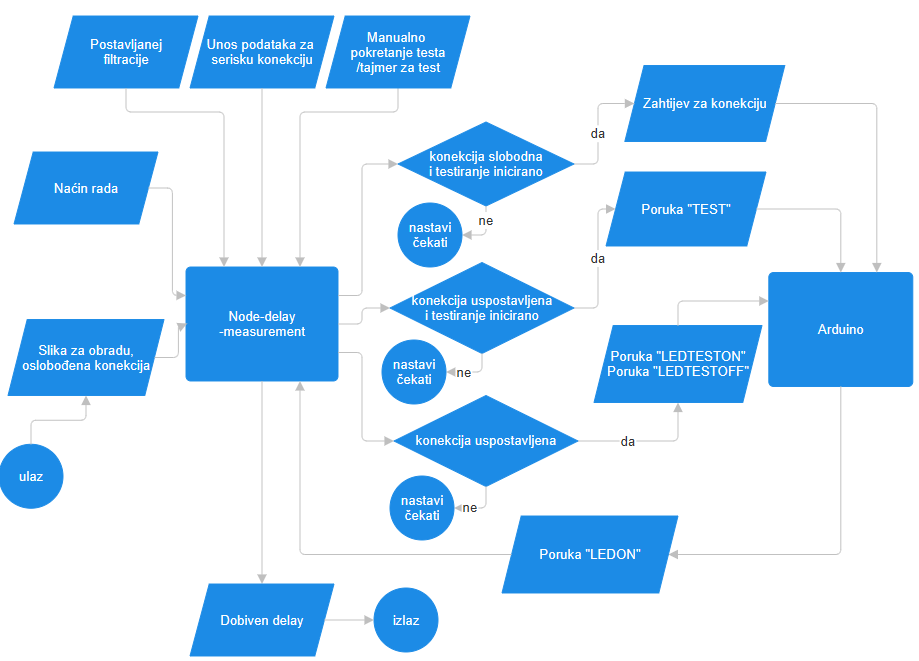 Postavljanej
filtracije
Unos podataka za
serisku konekciju
Manualno
pokretanje testa
/tajmer za test
Zahtijev za konekciju
konekcija slobodna
i testiranje inicirano
da
ne
nastavi
čekati
Naćin rada
Poruka "TEST"
da
Node-delay
-measurement
konekcija uspostavljena
i testiranje inicirano
ne
nastavi
čekati
Arduino
Slika za obradu,
oslobođena konekcija
Poruka "LEDTESTON"
Poruka "LEDTESTOFF"
konekcija uspostavljena
da
ne
nastavi
čekati
ulaz
Poruka "LEDON"
Dobiven delay
izlaz